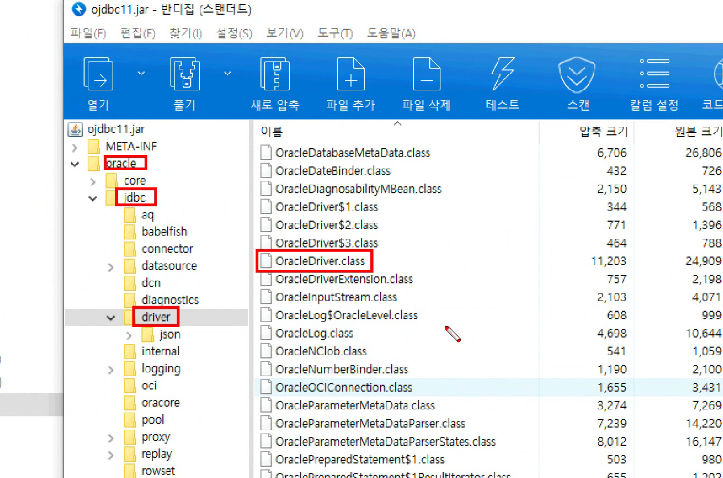 ojdbc11.jar - 반디집 (스탠더드)
파일(F) 편집(E) 찾기(I) 설정(S) 보기(V) 도구(T) 도움말(A)
열기 풀기 새로 압축 파일 추가 파일 삭제 테스트 스캔 칼럼 설정 코드
ojdbc11.jar
META-INF
oracle
core
jdbc
aq
babelfish
connector
datasource
dcn
diagnostics
driver
json
internal
logging
oci
oracore
pool
proxy
replay
rowset
이름 압축 크기 원본 크기
OracleDatabaseMetaData.class 6,706 26,806
OracleDateBinder.class 432 726
OracleDiagnosabilityMBean.class 2,150 5,143
OracleDriver$1.class 344 568
OracleDriver$2.class 771 1,396
OracleDriver$3.class 464 788
OracleDriver.class 11,203 24,909
OracleDriverExtension.class 757 2,198
OracleInputStream.class 2,103 4,071
OracleLog$OracleLevel.class 608 999
OracleLog.class 4,698 10,644
OracleNClob.class 541 1,059
OracleNumberBinder.class 1,190 2,100
OracleOCIConnection.class 1,655 3,431
OracleParameterMetaData.class 3,274 7,269
OracleParameterMetaDataParser.class 7,239 14,220
OracleParameterMetaDataParserStates.class 8,012 16,147
OraclePreparedStatement$1.class 503 980
OraclePreparedStatement$1ResultIterator.class 655 1,202